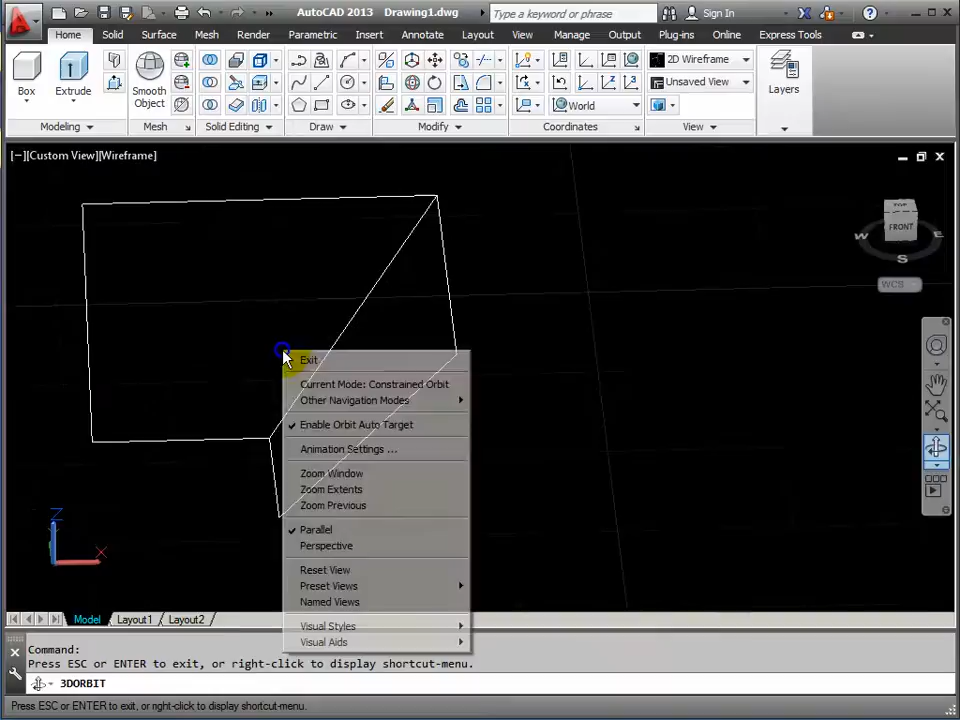 AutoCAD 2013 Drawing1.dwg
Type a keyword or phrase
Sign In
Home Solid Surface Mesh Render Parametric Insert Annotate Layout View Manage Output Plug-ins Online Express Tools
Box
Extrude
Smooth
Object
2D Wireframe
Unsaved View
World
Layers
Modeling Mesh Solid Editing Draw Modify Coordinates View
[−][Custom View][Wireframe]
TOP
FRONT
W
E
S
WCS
Exit
Current Mode: Constrained Orbit
Other Navigation Modes
Enable Orbit Auto Target
Animation Settings ...
Zoom Window
Zoom Extents
Zoom Previous
Parallel
Perspective
Reset View
Preset Views
Named Views
Visual Styles
Visual Aids
Z
X
Model Layout1 Layout2
Command:
Press ESC or ENTER to exit, or right-click to display shortcut-menu.
3DORBIT
Press ESC or ENTER to exit, or right-click to display shortcut-menu.